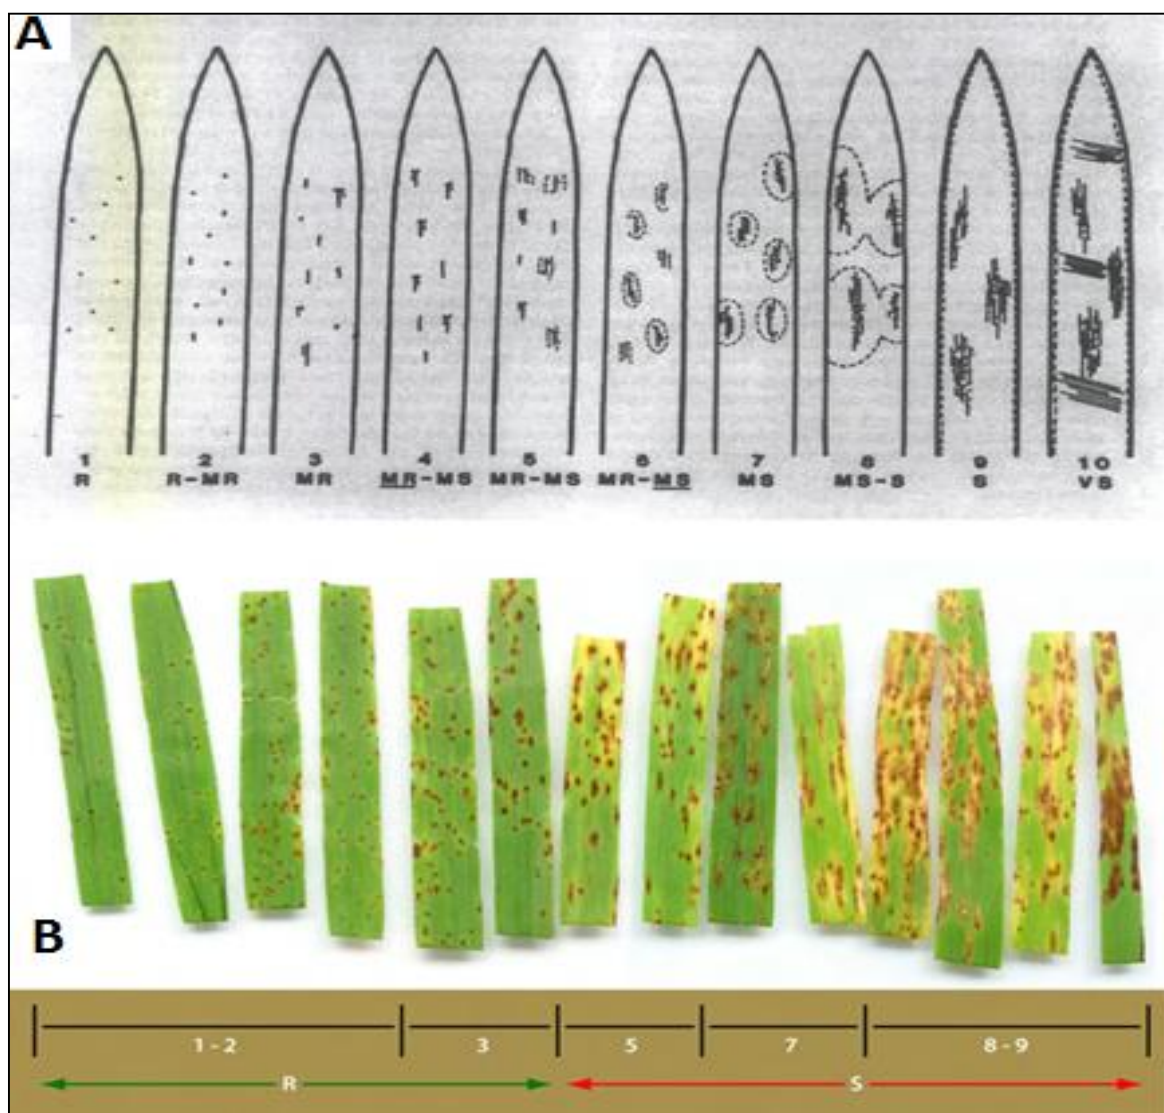 A
1 2 3 4 5 6 7 8 9 10
R R-MR MR MR-MS MR-MS MR-MS MS MS-S S VS
B
1-2 3 5 7 8-9
R S